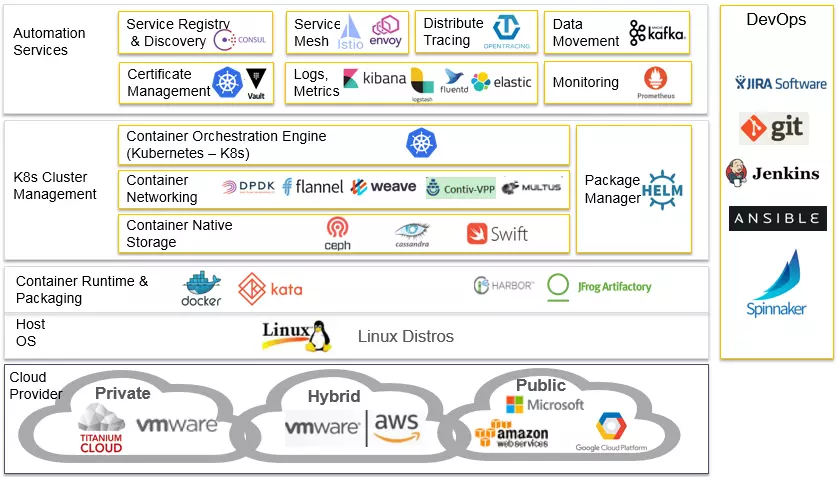 Automation
Services
Service Registry
& Discovery
CONSUL
Service
Mesh
Istio
envoy
Distribute
Tracing
OPENTRACING
Data
Movement
APACHE
kafka
Certificate
Management
Vault
Logs,
Metrics
kibana
logstash
fluentd
elastic
Monitoring
Prometheus
K8s Cluster
Management
Container Orchestration Engine
(Kubernetes – K8s)
Container
Networking
DPDK
flannel
weave
Contiv-VPP
MULTUS
Container Native
Storage
ceph
cassandra
Swift
Package
Manager
HELM
Container Runtime &
Packaging
docker
kata
HARBOR™
JFrog Artifactory
Host
OS
Linux
Linux Distros
Cloud
Provider
Private
TITANIUM
CLOUD
vmware®
Hybrid
vmware®
aws
Public
Microsoft
amazon
webservices
Google Cloud Platform
DevOps
JIRA Software
git
Jenkins
ANSIBLE
Spinnaker